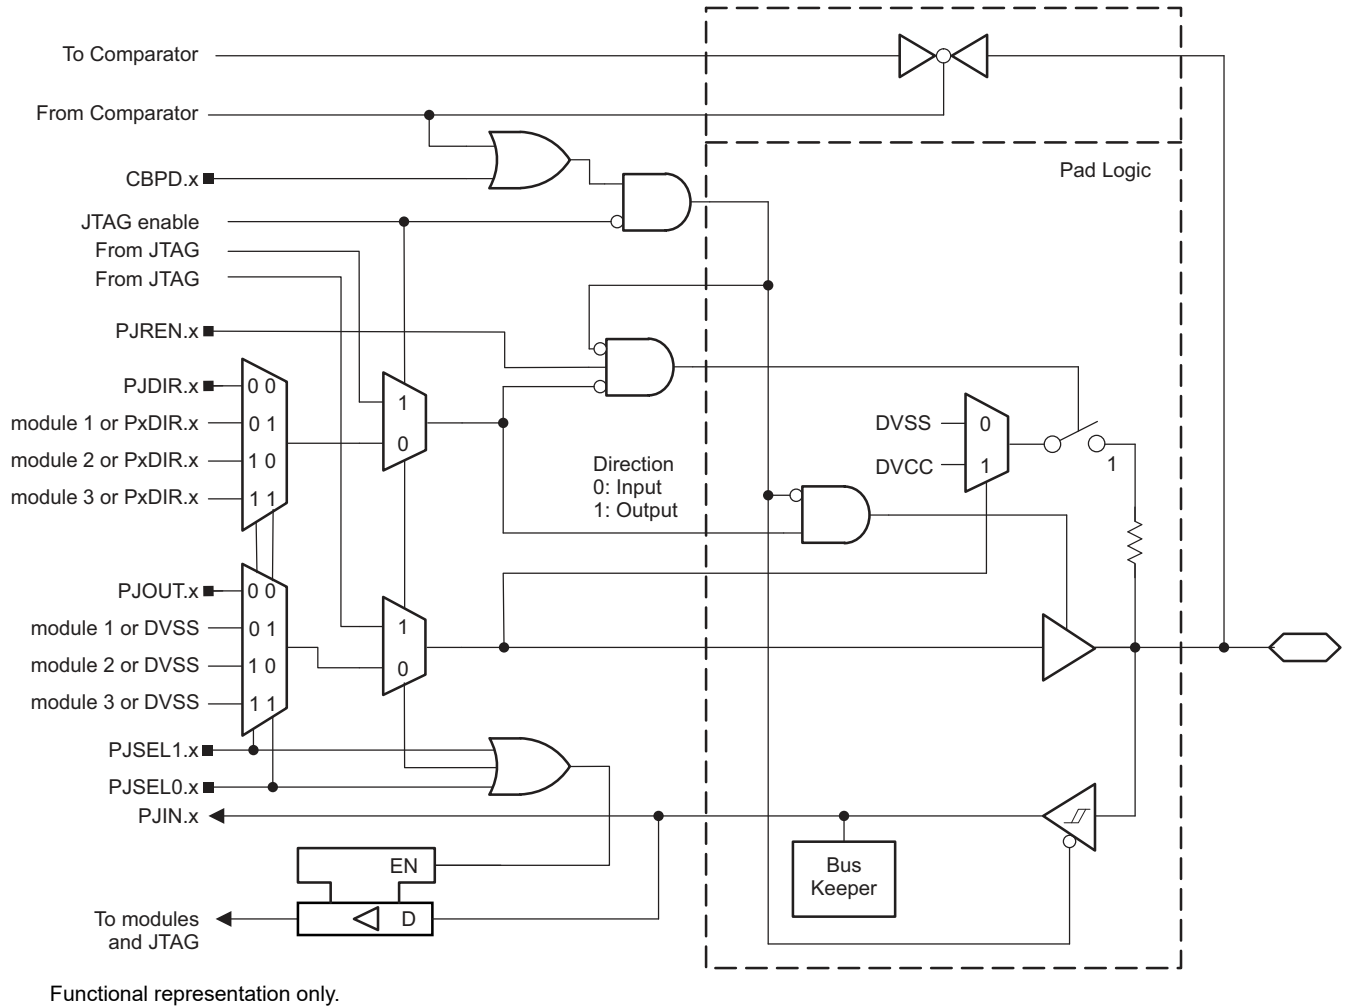 To Comparator
From Comparator
Pad Logic
CBPD.x
JTAG enable
From JTAG
From JTAG
PJREN.x
PJDIR.x
0 0
module 1 or PxDIR.x
0 1
module 2 or PxDIR.x
1 0
module 3 or PxDIR.x
1 1
1
0
DVSS
0
DVCC
1
1
Direction
0: Input
1: Output
PJOUT.x
0 0
module 1 or DVSS
0 1
module 2 or DVSS
1 0
module 3 or DVSS
1 1
1
0
PJSEL1.x
PJSEL0.x
PJIN.x
Bus
Keeper
EN
D
To modules
and JTAG
Functional representation only.